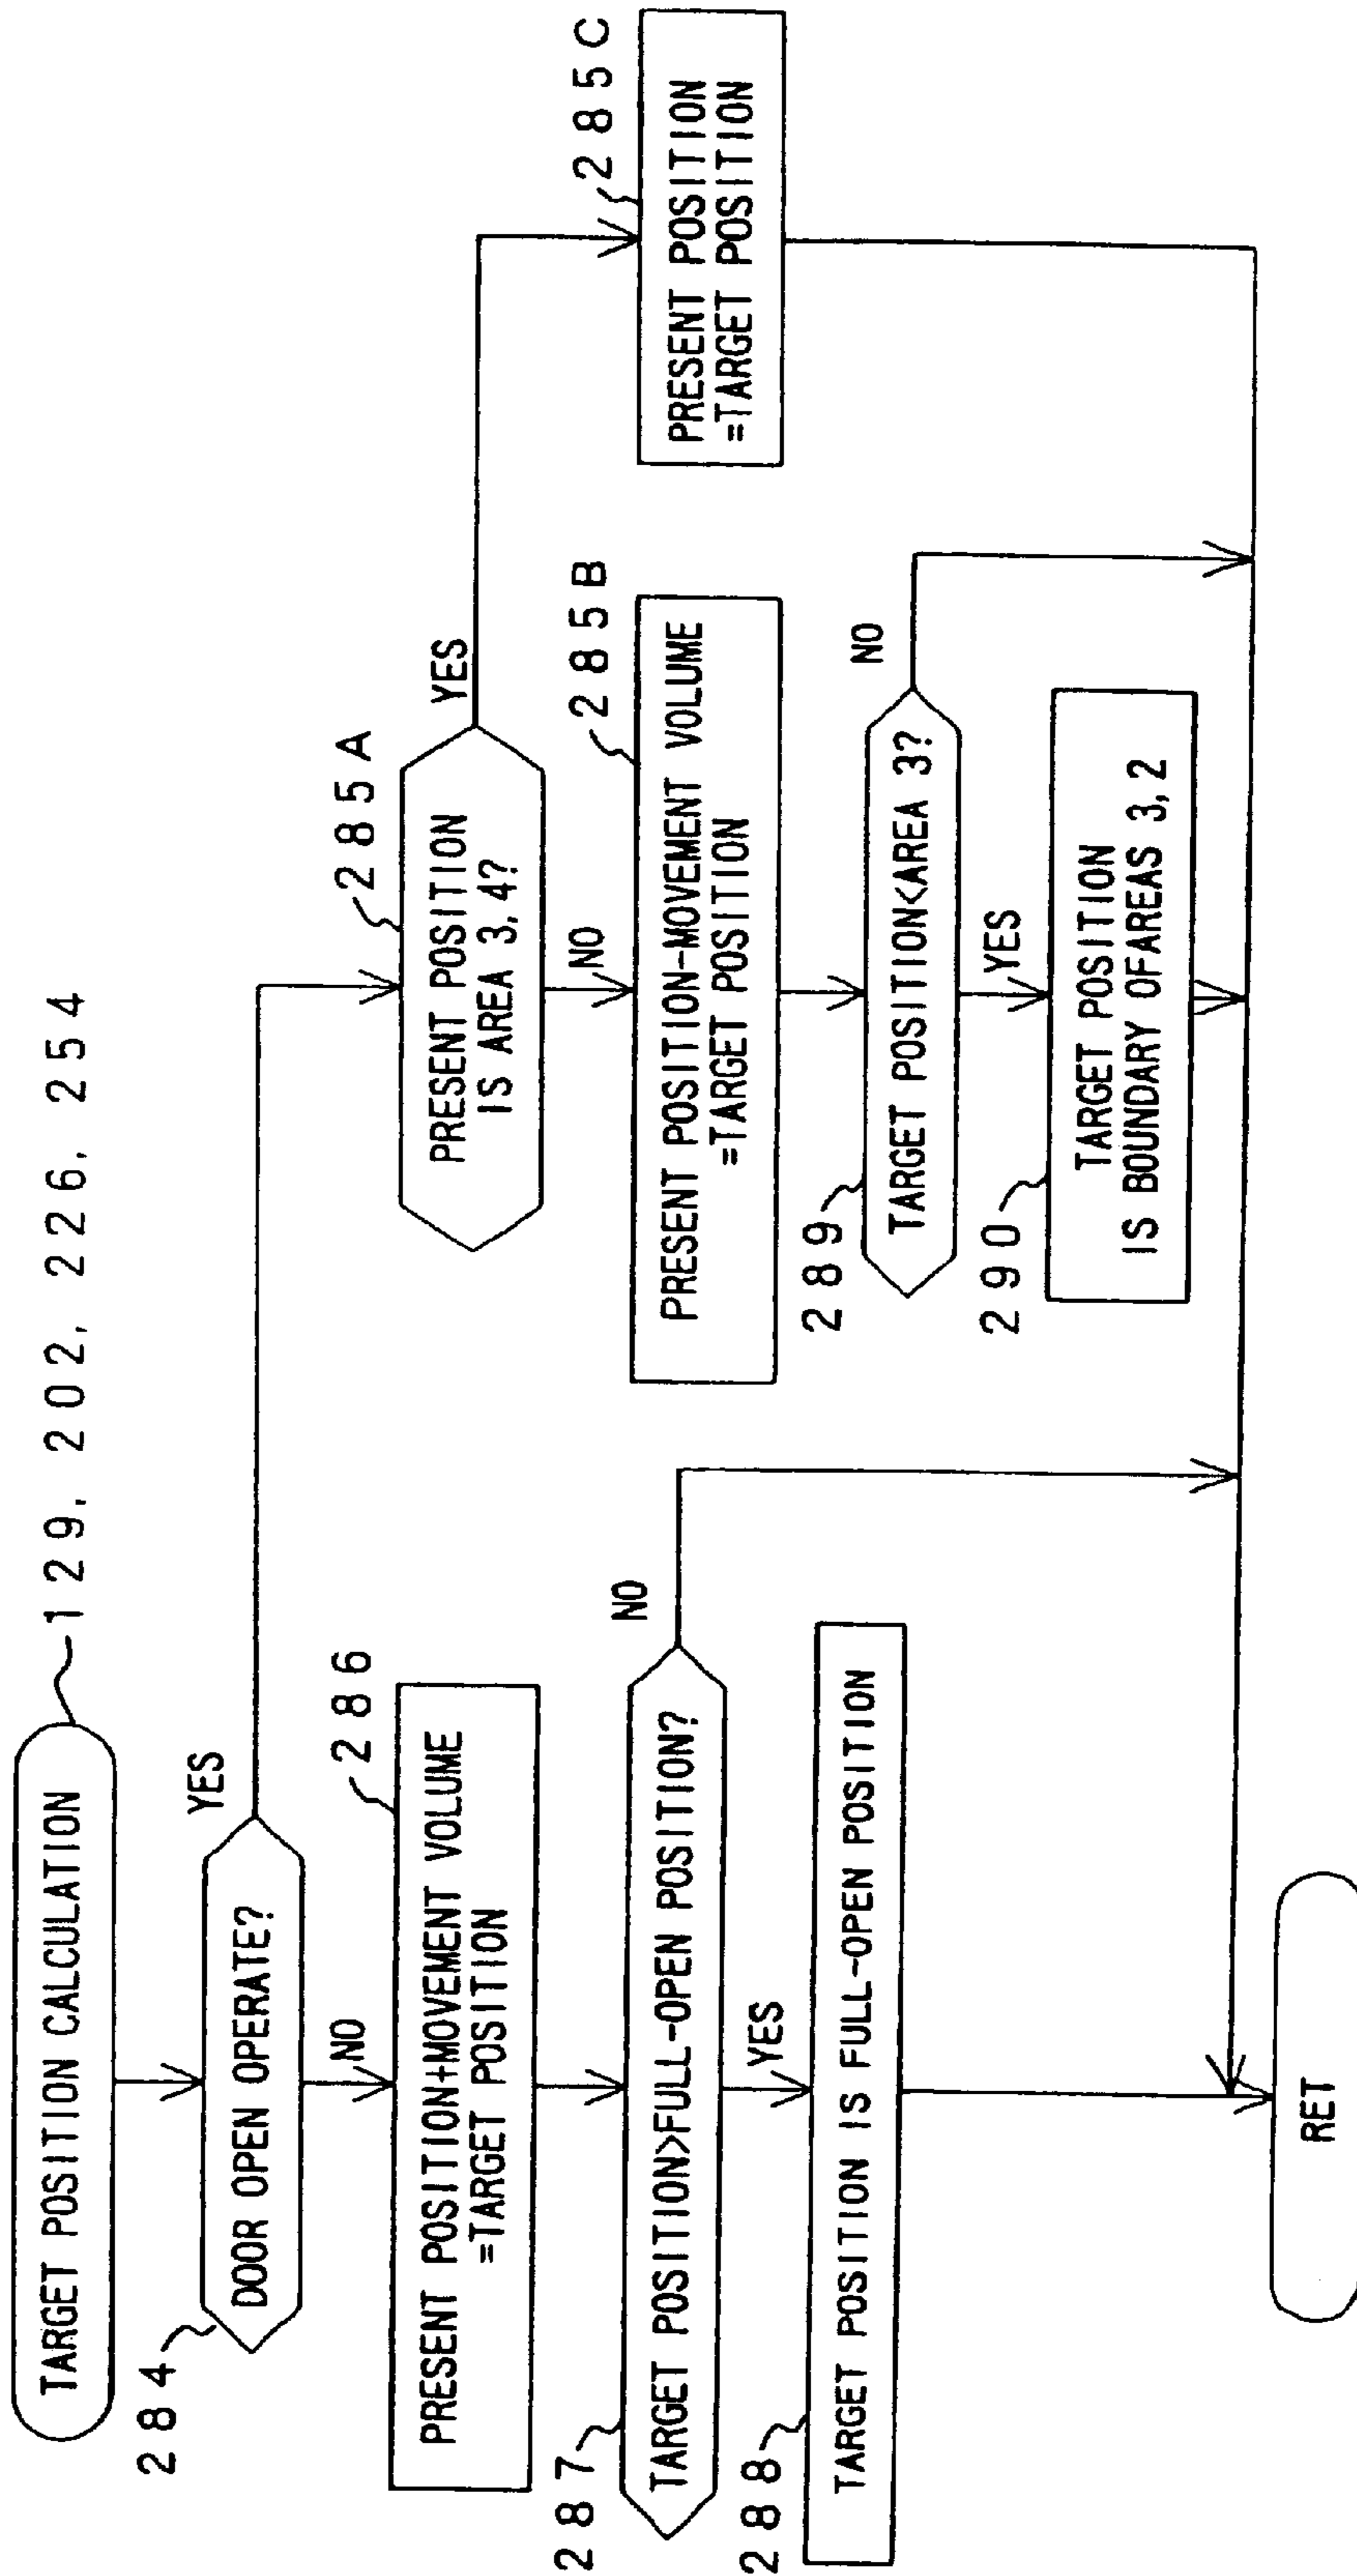 TARGET POSITION CALCULATION
129, 202, 226, 254
284
DOOR OPEN OPERATE?
YES
NO
286
PRESENT POSITION+MOVEMENT VOLUME
=TARGET POSITION
287
TARGET POSITION>FULL-OPEN POSITION?
NO
YES
288
TARGET POSITION IS FULL-OPEN POSITION
285A
PRESENT POSITION
IS AREA 3,4?
YES
NO
285B
PRESENT POSITION-MOVEMENT VOLUME
=TARGET POSITION
285C
PRESENT POSITION
=TARGET POSITION
289
TARGET POSITION<AREA 3?
NO
YES
290
TARGET POSITION
IS BOUNDARY OFAREAS 3,2
RET